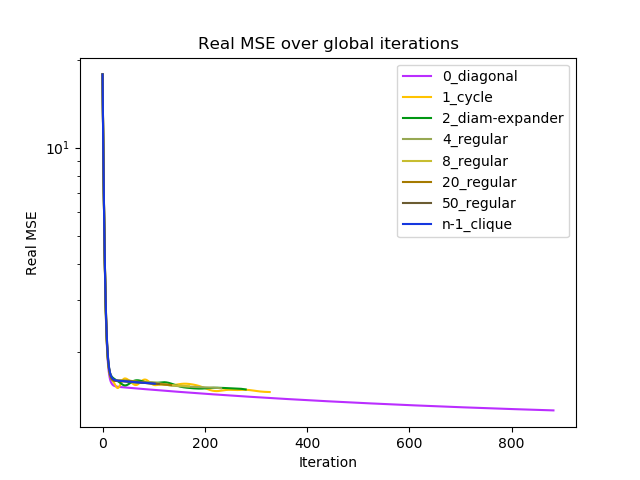 Real MSE over global iterations
0_diagonal
1_cycle
2_diam-expander
4_regular
8_regular
20_regular
50_regular
n-1_clique
10^1
Real MSE
0
200
400
600
800
Iteration